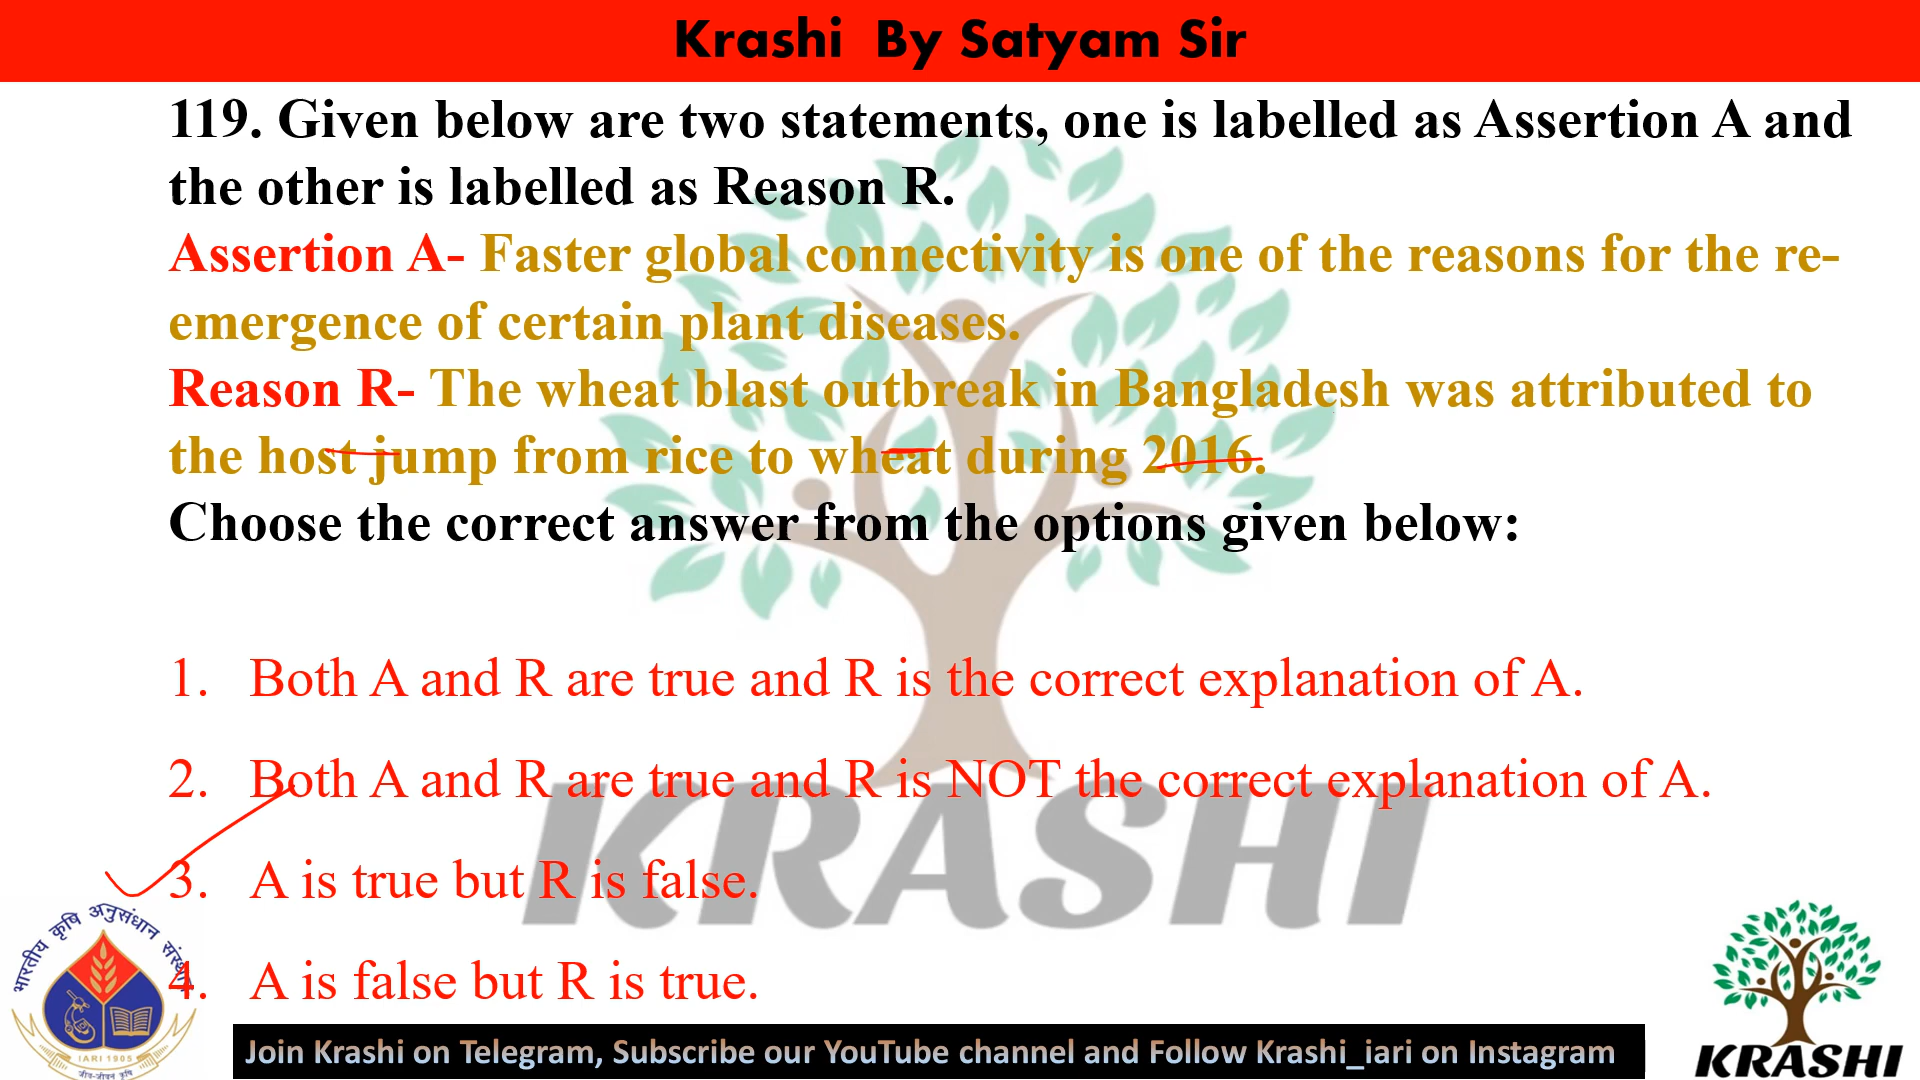 Krashi By Satyam Sir
119. Given below are two statements, one is labelled as Assertion A and
the other is labelled as Reason R.
Assertion A- Faster global connectivity is one of the reasons for the re-
emergence of certain plant diseases.
Reason R- The wheat blast outbreak in Bangladesh was attributed to
the host jump from rice to wheat during 2016.
Choose the correct answer from the options given below:
1. Both A and R are true and R is the correct explanation of A.
2. Both A and R are true and R is NOT the correct explanation of A.
3. A is true but R is false.
4. A is false but R is true.
KRASHI
भारतीय कृषि अनुसंधान संस्थान
IARI 1905
जीव-जीवन कृषि
Join Krashi on Telegram, Subscribe our YouTube channel and Follow Krashi_iari on Instagram
KRASHI